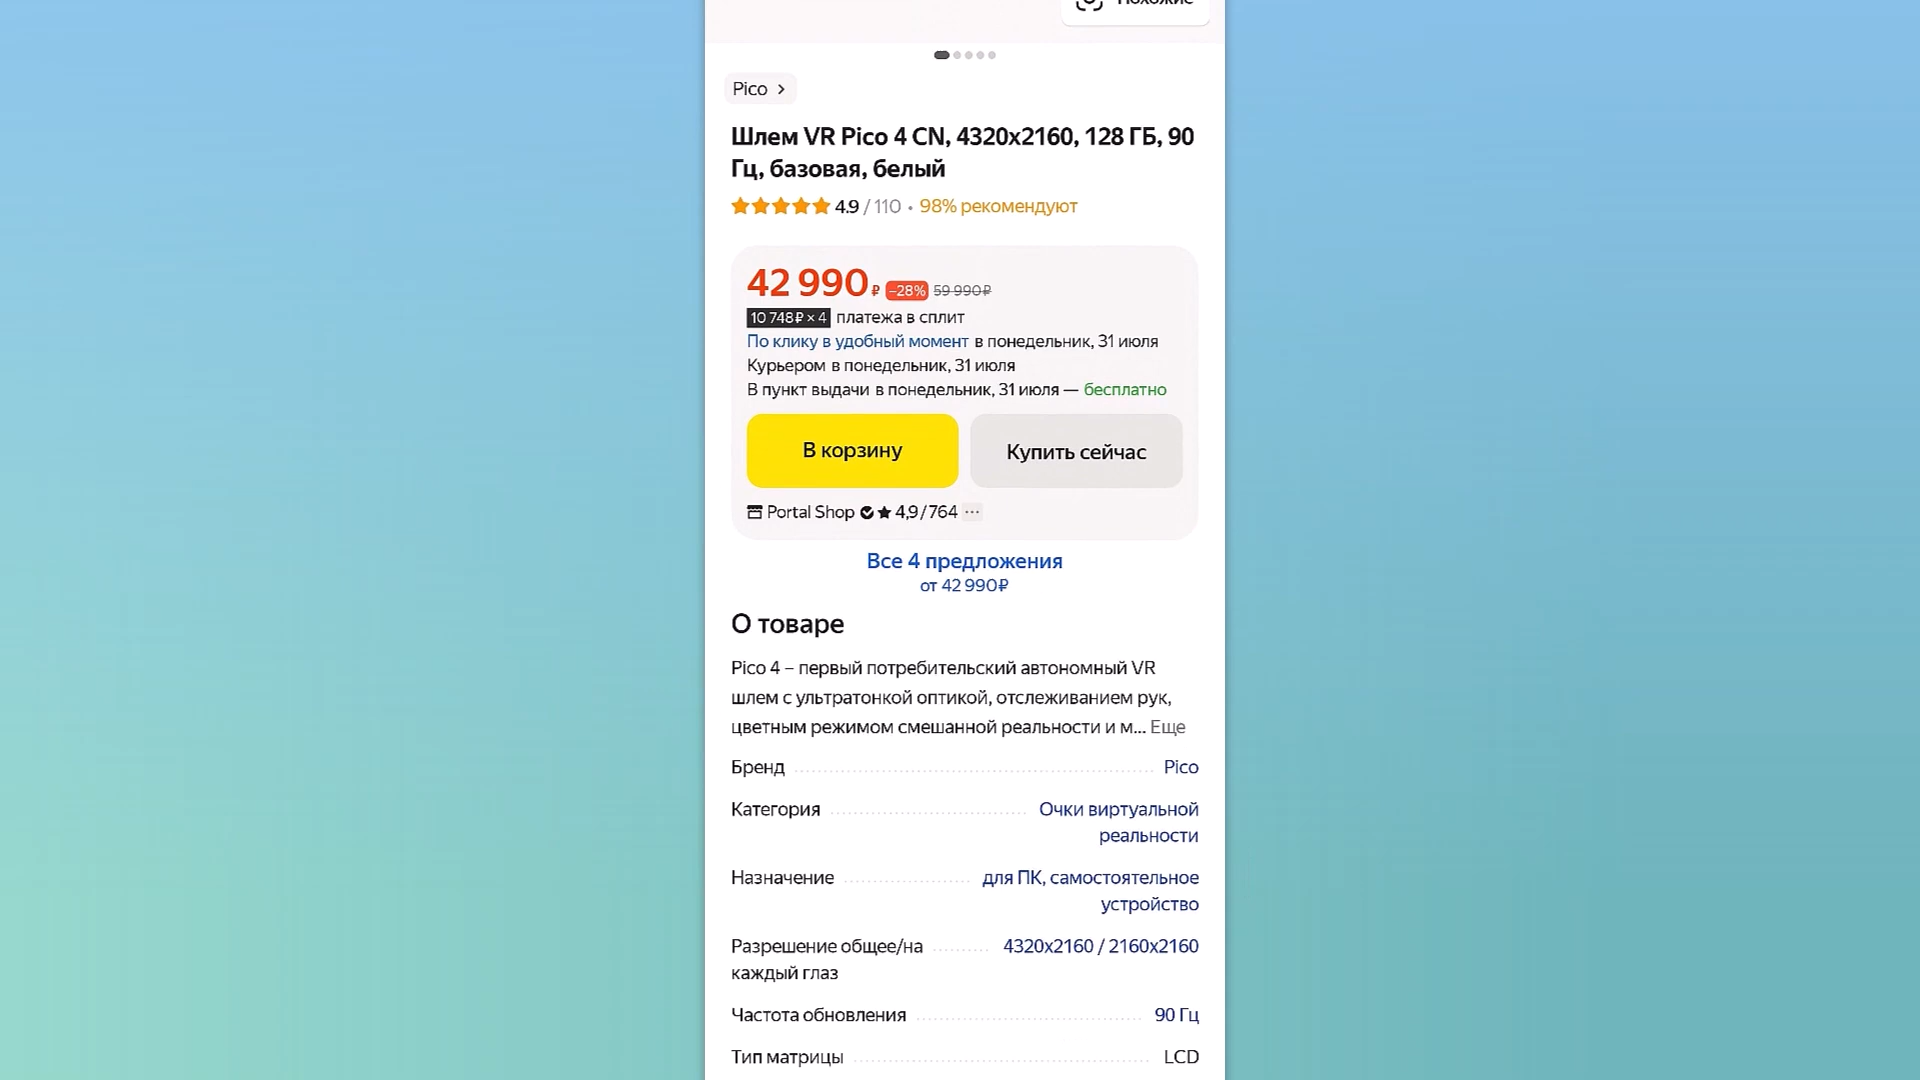 Похожие
Pico
Шлем VR Pico 4 CN, 4320x2160, 128 ГБ, 90
Гц, базовая, белый
4.9 / 110 • 98% рекомендуют
42 990 ₽ –28% 59 990 ₽
10 748 ₽ × 4 платежа в сплит
По клику в удобный момент в понедельник, 31 июля
Курьером в понедельник, 31 июля
В пункт выдачи в понедельник, 31 июля — бесплатно
В корзину
Купить сейчас
Portal Shop 4,9 / 764 ···
Все 4 предложения
от 42 990 ₽
О товаре
Pico 4 – первый потребительский автономный VR
шлем с ультратонкой оптикой, отслеживанием рук,
цветным режимом смешанной реальности и м... Еще
Бренд Pico
Категория Очки виртуальной
реальности
Назначение для ПК, самостоятельное
устройство
Разрешение общее/на 4320x2160 / 2160x2160
каждый глаз
Частота обновления 90 Гц
Тип матрицы LCD